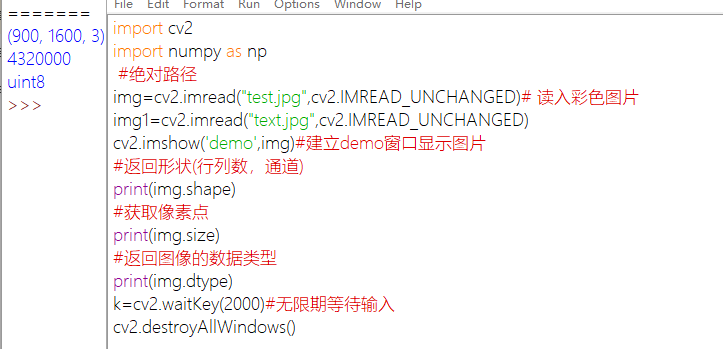 =======
(900, 1600, 3)
4320000
uint8
>>>
File Edit Format Run Options Window Help
import cv2
import numpy as np
#绝对路径
img=cv2.imread("test.jpg",cv2.IMREAD_UNCHANGED)# 读入彩色图片
img1=cv2.imread("text.jpg",cv2.IMREAD_UNCHANGED)
cv2.imshow('demo',img)#建立demo窗口显示图片
#返回形状(行列数，通道)
print(img.shape)
#获取像素点
print(img.size)
#返回图像的数据类型
print(img.dtype)
k=cv2.waitKey(2000)#无限期等待输入
cv2.destroyAllWindows()